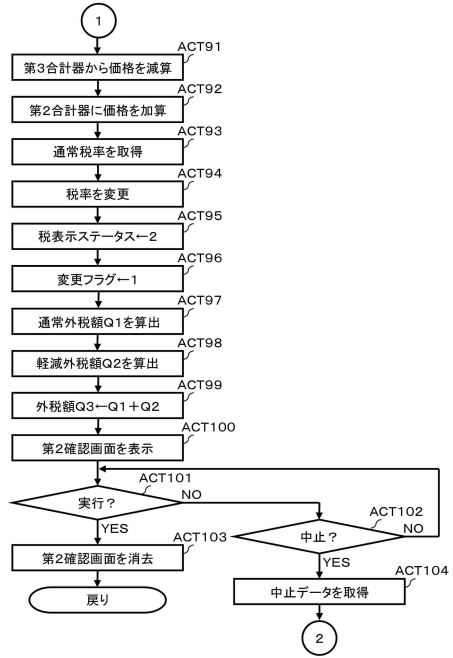 1
ACT91
第3合計器から価格を減算
ACT92
第2合計器に価格を加算
ACT93
通常税率を取得
ACT94
税率を変更
ACT95
税表示ステータス←2
ACT96
変更フラグ←1
ACT97
通常外税額Q1を算出
ACT98
軽減外税額Q2を算出
ACT99
外税額Q3←Q1+Q2
ACT100
第2確認画面を表示
ACT101
実行?
NO
ACT102
中止?
NO
YES
ACT103
第2確認画面を消去
YES
ACT104
中止データを取得
戻り
2